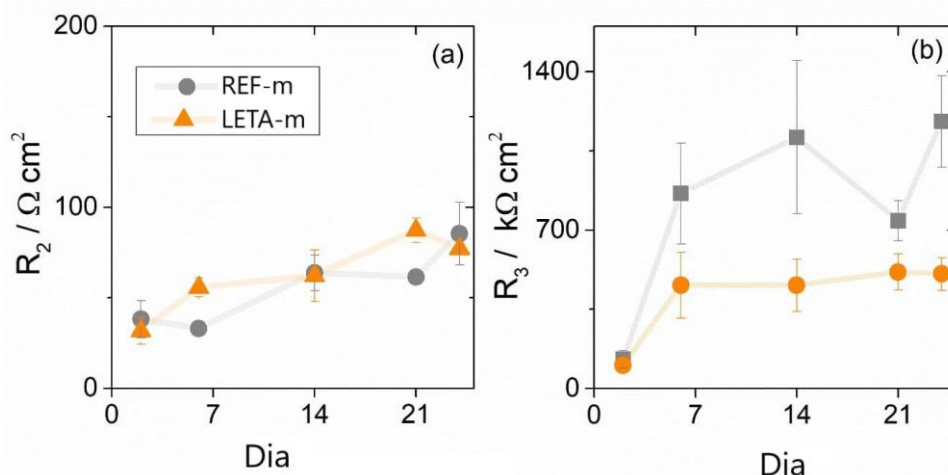 200
(a)
REF-m
LETA-m
100
0
R₂ / Ω cm²
0 7 14 21
Dia
(b)
1400
700
0
R₃ / kΩ cm²
0 7 14 21
Dia